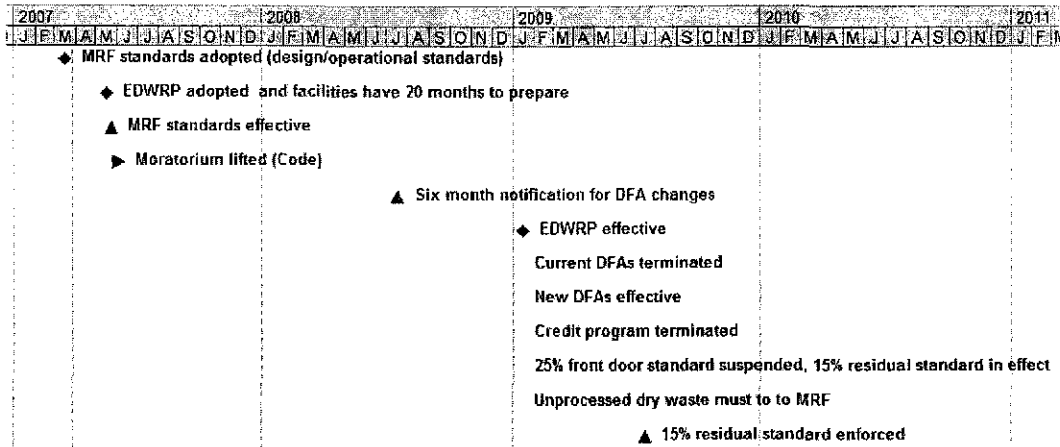 2007 2008 2009 2010 2011
J F M A M J J A S O N D J F M A M J J A S O N D J F M A M J J A S O N D J F M A M J J A S O N D J F M
MRF standards adopted (design/operational standards)
EDWRP adopted and facilities have 20 months to prepare
MRF standards effective
Moratorium lifted (Code)
Six month notification for DFA changes
EDWRP effective
Current DFAs terminated
New DFAs effective
Credit program terminated
25% front door standard suspended, 15% residual standard in effect
Unprocessed dry waste must to to MRF
15% residual standard enforced